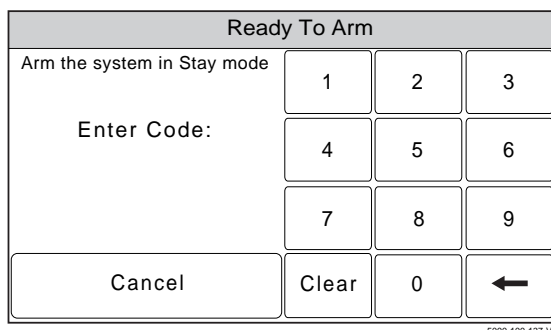 Ready To Arm
Arm the system in Stay mode
Enter Code:
1 2 3
4 5 6
7 8 9
Cancel Clear 0